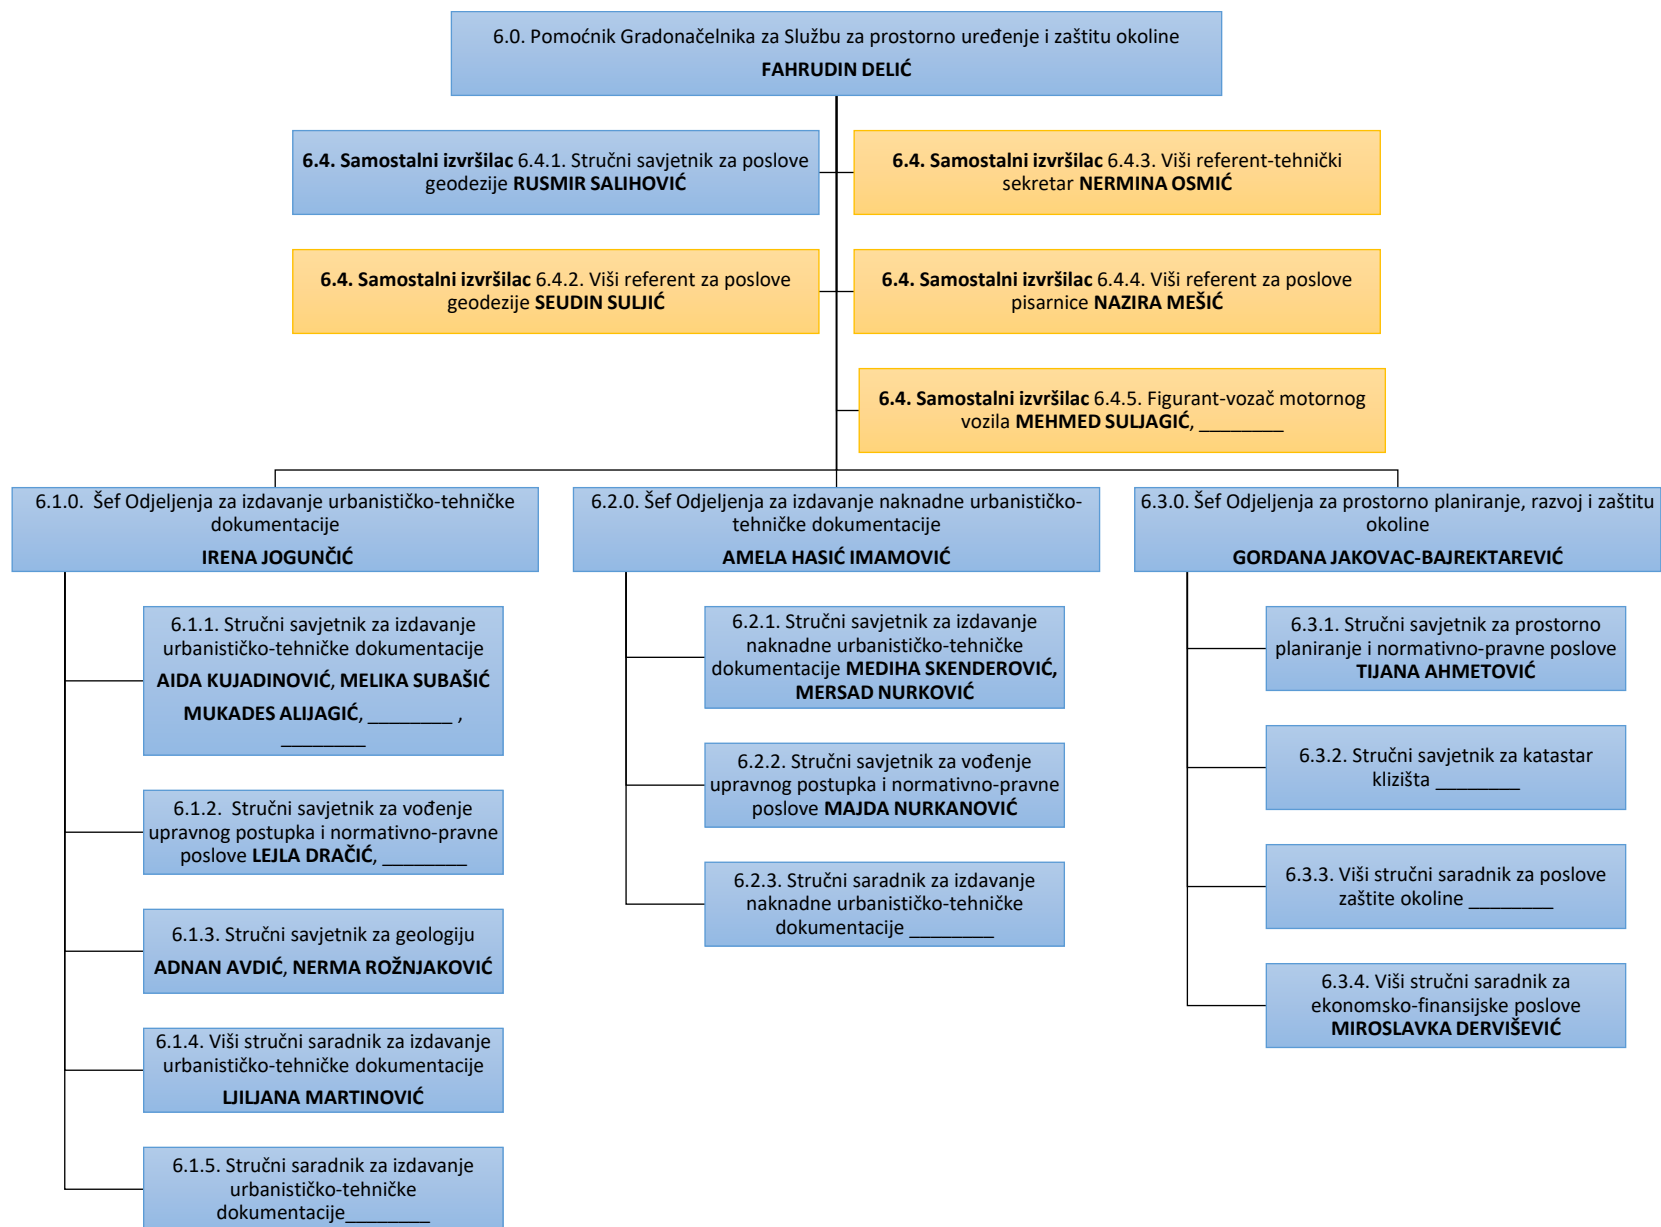 6.0. Pomoćnik Gradonačelnika za Službu za prostorno uređenje i zaštitu okoline
FAHRUDIN DELIĆ
6.4. Samostalni izvršilac 6.4.1. Stručni savjetnik za poslove
geodezije RUSMIR SALIHOVIĆ
6.4. Samostalni izvršilac 6.4.3. Viši referent-tehnički
sekretar NERMINA OSMIĆ
6.4. Samostalni izvršilac 6.4.2. Viši referent za poslove
geodezije SEUDIN SULJIĆ
6.4. Samostalni izvršilac 6.4.4. Viši referent za poslove
pisarnice NAZIRA MEŠIĆ
6.4. Samostalni izvršilac 6.4.5. Figurant-vozač motornog
vozila MEHMED SULJAGIĆ, ________
6.1.0. Šef Odjeljenja za izdavanje urbanističko-tehničke
dokumentacije
IRENA JOGUNČIĆ
6.1.1. Stručni savjetnik za izdavanje
urbanističko-tehničke dokumentacije
AIDA KUJADINOVIĆ, MELIKA SUBAŠIĆ
MUKADES ALIJAGIĆ, ________ ,
________
6.1.2. Stručni savjetnik za vođenje
upravnog postupka i normativno-pravne
poslove LEJLA DRAČIĆ, ________
6.1.3. Stručni savjetnik za geologiju
ADNAN AVDIĆ, NERMA ROŽNJAKOVIĆ
6.1.4. Viši stručni saradnik za izdavanje
urbanističko-tehničke dokumentacije
LJILJANA MARTINOVIĆ
6.1.5. Stručni saradnik za izdavanje
urbanističko-tehničke
dokumentacije________
6.2.0. Šef Odjeljenja za izdavanje naknadne urbanističko-
tehničke dokumentacije
AMELA HASIĆ IMAMOVIĆ
6.2.1. Stručni savjetnik za izdavanje
naknadne urbanističko-tehničke
dokumentacije MEDIHA SKENDEROVIĆ,
MERSAD NURKOVIĆ
6.2.2. Stručni savjetnik za vođenje
upravnog postupka i normativno-pravne
poslove MAJDA NURKANOVIĆ
6.2.3. Stručni saradnik za izdavanje
naknadne urbanističko-tehničke
dokumentacije ________
6.3.0. Šef Odjeljenja za prostorno planiranje, razvoj i zaštitu
okoline
GORDANA JAKOVAC-BAJREKTAREVIĆ
6.3.1. Stručni savjetnik za prostorno
planiranje i normativno-pravne poslove
TIJANA AHMETOVIĆ
6.3.2. Stručni savjetnik za katastar
klizišta ________
6.3.3. Viši stručni saradnik za poslove
zaštite okoline ________
6.3.4. Viši stručni saradnik za
ekonomsko-finansijske poslove
MIROSLAVKA DERVIŠEVIĆ